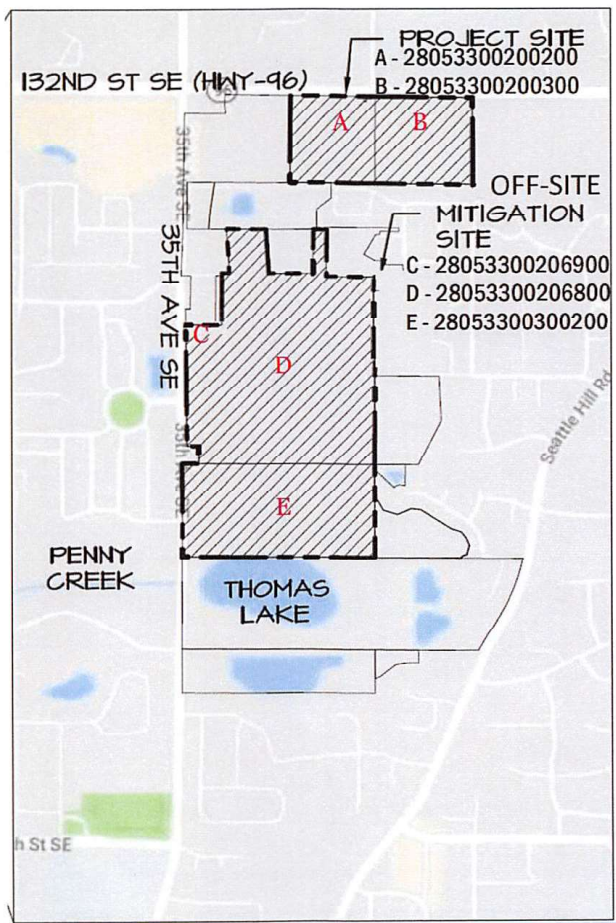 PROJECT SITE
A - 28053300200200
132ND ST SE (HWY-96)
B - 28053300200300
96
A
B
35th Ave SE
OFF-SITE
MITIGATION
SITE
35TH AVE SE
C - 28053300206900
D - 28053300206800
E - 28053300300200
C
D
Seattle Hill Rd
35th Ave SE
E
PENNY
CREEK
THOMAS
LAKE
h St SE